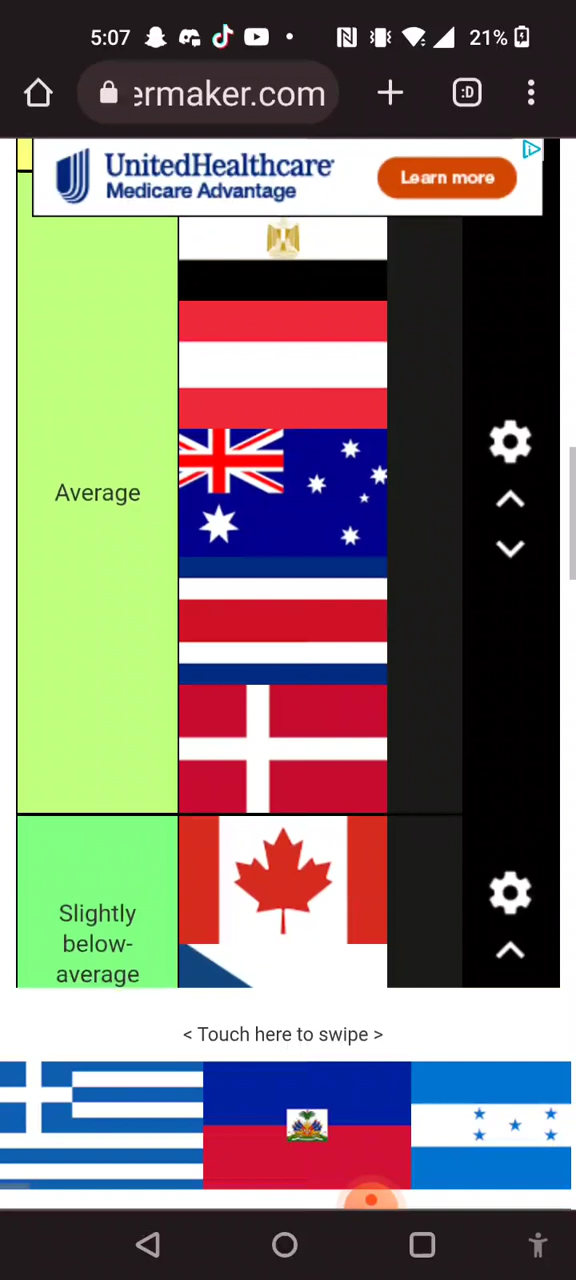 5:07
21%
ermaker.com
:D
UnitedHealthcare
Medicare Advantage
Learn more
Average
Slightly
below-
average
< Touch here to swipe >